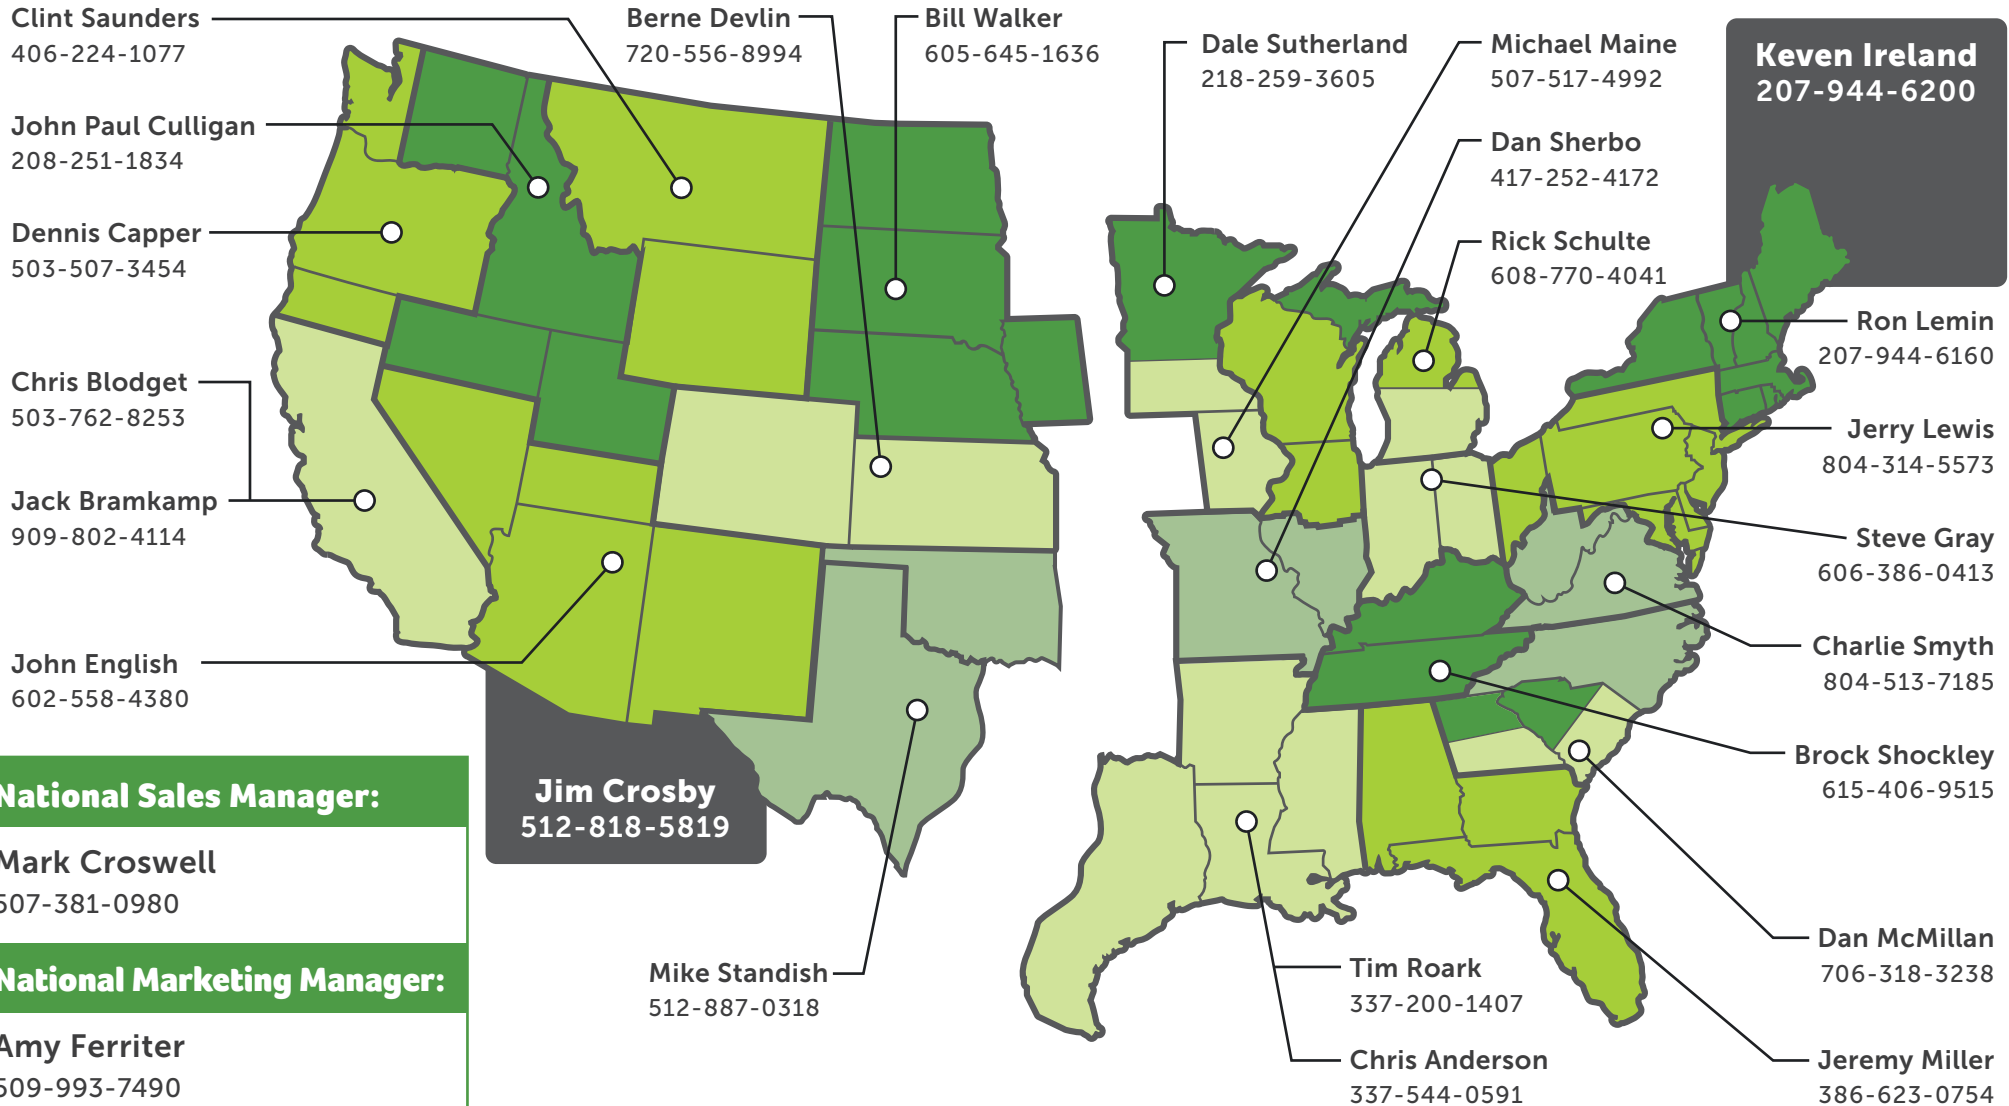 Clint Saunders
406-224-1077
Berne Devlin
720-556-8994
Bill Walker
605-645-1636
Dale Sutherland
218-259-3605
Michael Maine
507-517-4992
Keven Ireland
207-944-6200
John Paul Culligan
208-251-1834
Dan Sherbo
417-252-4172
Dennis Capper
503-507-3454
Rick Schulte
608-770-4041
Ron Lemin
207-944-6160
Chris Blodget
503-762-8253
Jerry Lewis
804-314-5573
Jack Bramkamp
909-802-4114
Steve Gray
606-386-0413
John English
602-558-4380
Charlie Smyth
804-513-7185
Brock Shockley
615-406-9515
Jim Crosby
512-818-5819
National Sales Manager:
Mark Croswell
507-381-0980
National Marketing Manager:
Amy Ferriter
509-993-7490
Mike Standish
512-887-0318
Tim Roark
337-200-1407
Dan McMillan
706-318-3238
Chris Anderson
337-544-0591
Jeremy Miller
386-623-0754